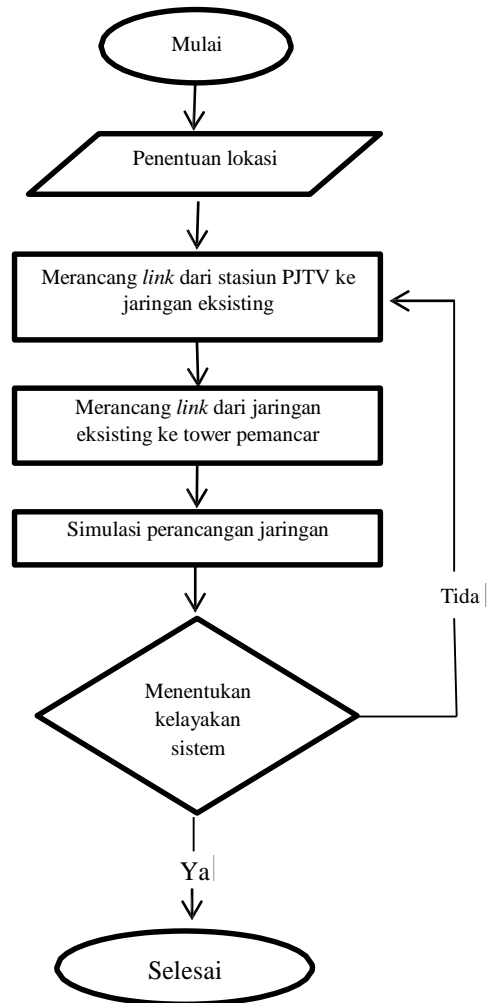 Mulai
Penentuan lokasi
Merancang link dari stasiun PJTV ke
jaringan eksisting
Merancang link dari jaringan
eksisting ke tower pemancar
Simulasi perancangan jaringan
Tida
Menentukan
kelayakan
sistem
Ya
Selesai